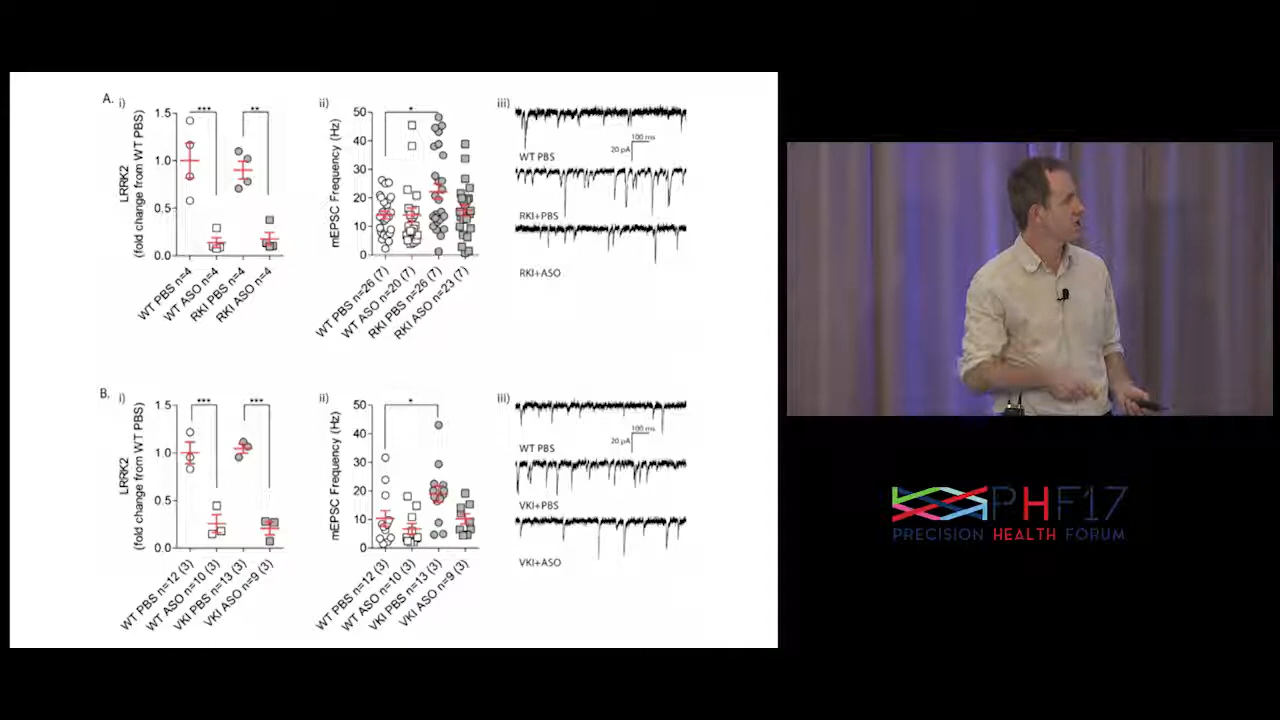 A.
i)
LRRK2
(fold change from WT PBS)
1.5
1.0
0.5
0.0
***
**
WT PBS n=4
WT ASO n=4
RKI PBS n=4
RKI ASO n=4
ii)
mEPSC Frequency (Hz)
50
40
30
20
10
0
*
WT PBS n=26 (7)
WT ASO n=20 (7)
RKI PBS n=26 (7)
RKI ASO n=23 (7)
iii)
100 ms
20 pA
WT PBS
RKI+PBS
RKI+ASO
B.
i)
LRRK2
(fold change from WT PBS)
1.5
1.0
0.5
0.0
***
***
WT PBS n=12 (3)
WT ASO n=10 (3)
VKI PBS n=13 (3)
VKI ASO n=9 (3)
ii)
mEPSC Frequency (Hz)
50
40
30
20
10
0
*
WT PBS n=12 (3)
WT ASO n=10 (3)
VKI PBS n=13 (3)
VKI ASO n=9 (3)
iii)
100 ms
20 pA
WT PBS
VKI+PBS
VKI+ASO
PHF17
PRECISION HEALTH FORUM